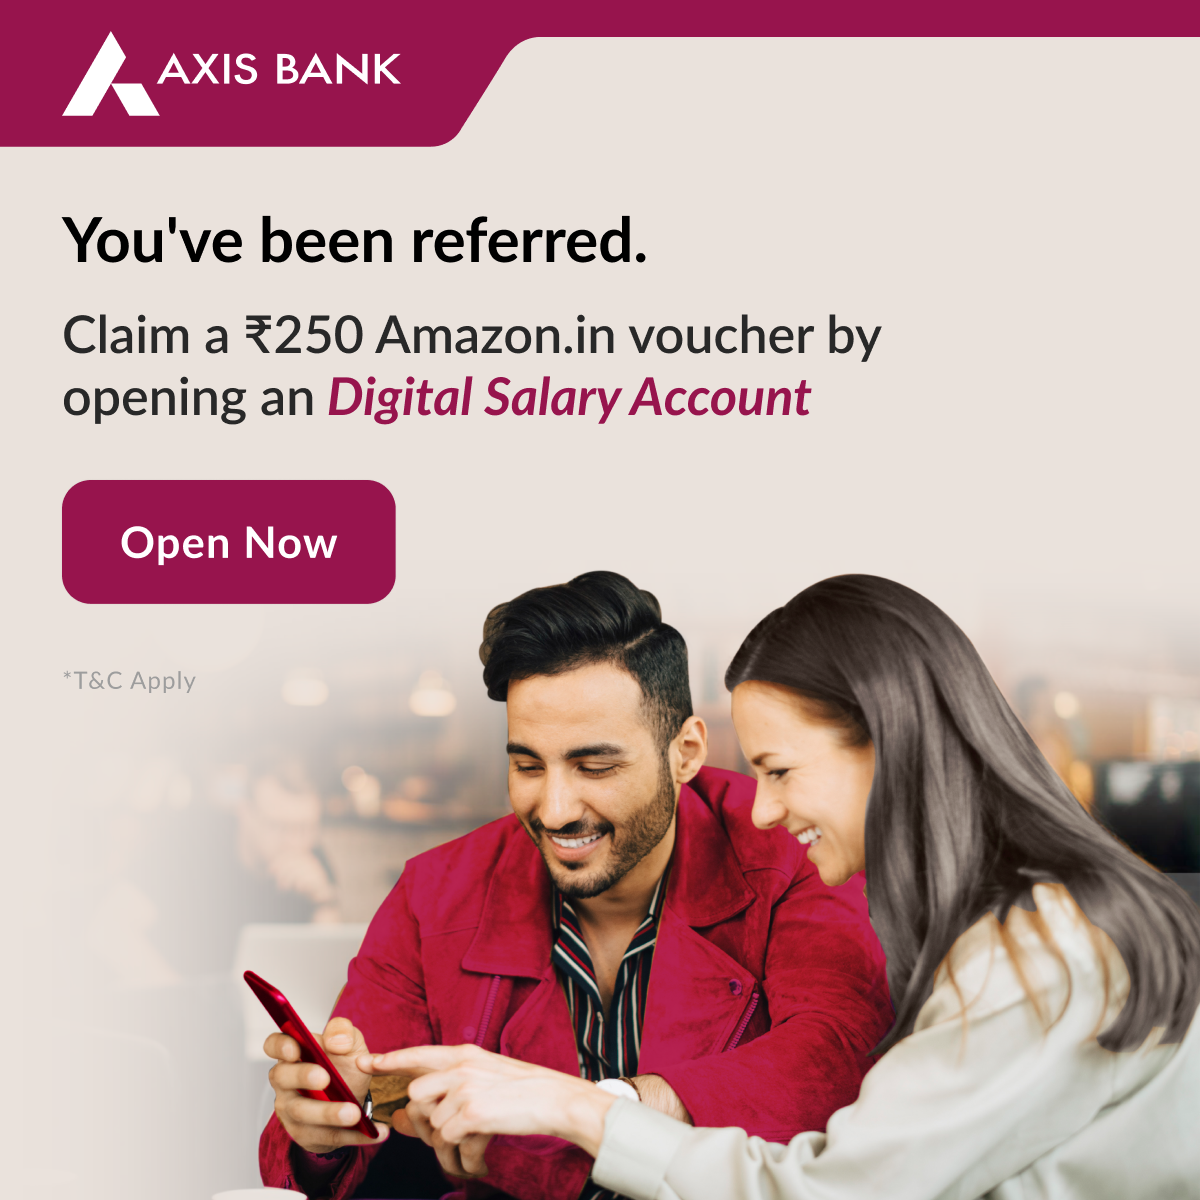 AXIS BANK
You've been referred.
Claim a ₹250 Amazon.in voucher by
opening an Digital Salary Account
Open Now
*T&C Apply